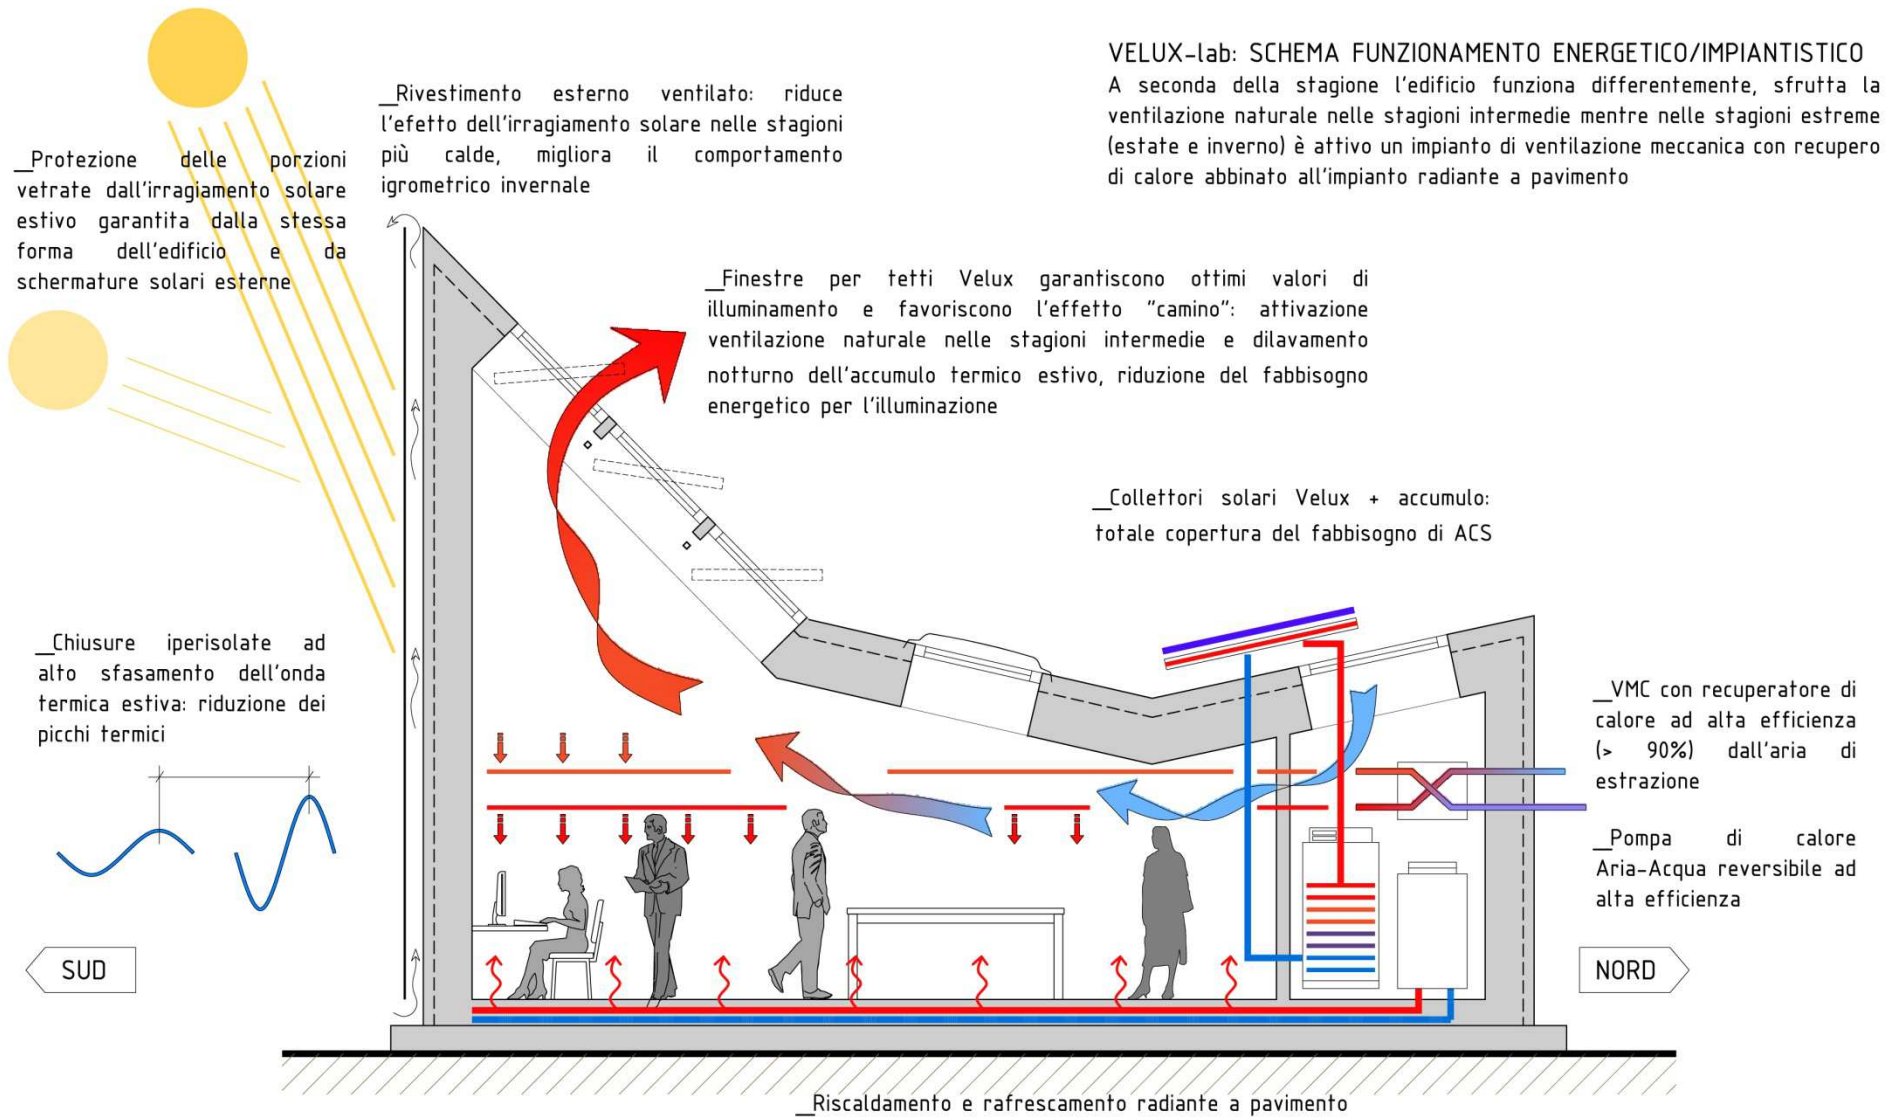 VELUX-lab: SCHEMA FUNZIONAMENTO ENERGETICO/IMPIANTISTICO
A seconda della stagione l'edificio funziona differentemente, sfrutta la
ventilazione naturale nelle stagioni intermedie mentre nelle stagioni estreme
(estate e inverno) è attivo un impianto di ventilazione meccanica con recupero
di calore abbinato all'impianto radiante a pavimento
_Rivestimento esterno ventilato: riduce
l'efetto dell'irragiamento solare nelle stagioni
più calde, migliora il comportamento
igrometrico invernale
_Protezione delle porzioni
vetrate dall'irragiamento solare
estivo garantita dalla stessa
forma dell'edificio e da
schermature solari esterne
_Finestre per tetti Velux garantiscono ottimi valori di
illuminamento e favoriscono l'effetto "camino": attivazione
ventilazione naturale nelle stagioni intermedie e dilavamento
notturno dell'accumulo termico estivo, riduzione del fabbisogno
energetico per l'illuminazione
_Collettori solari Velux + accumulo:
totale copertura del fabbisogno di ACS
_Chiusure iperisolate ad
alto sfasamento dell'onda
termica estiva: riduzione dei
picchi termici
_VMC con recuperatore di
calore ad alta efficienza
(> 90%) dall'aria di
estrazione
_Pompa di calore
Aria-Acqua reversibile ad
alta efficienza
SUD
NORD
_Riscaldamento e rafrescamento radiante a pavimento